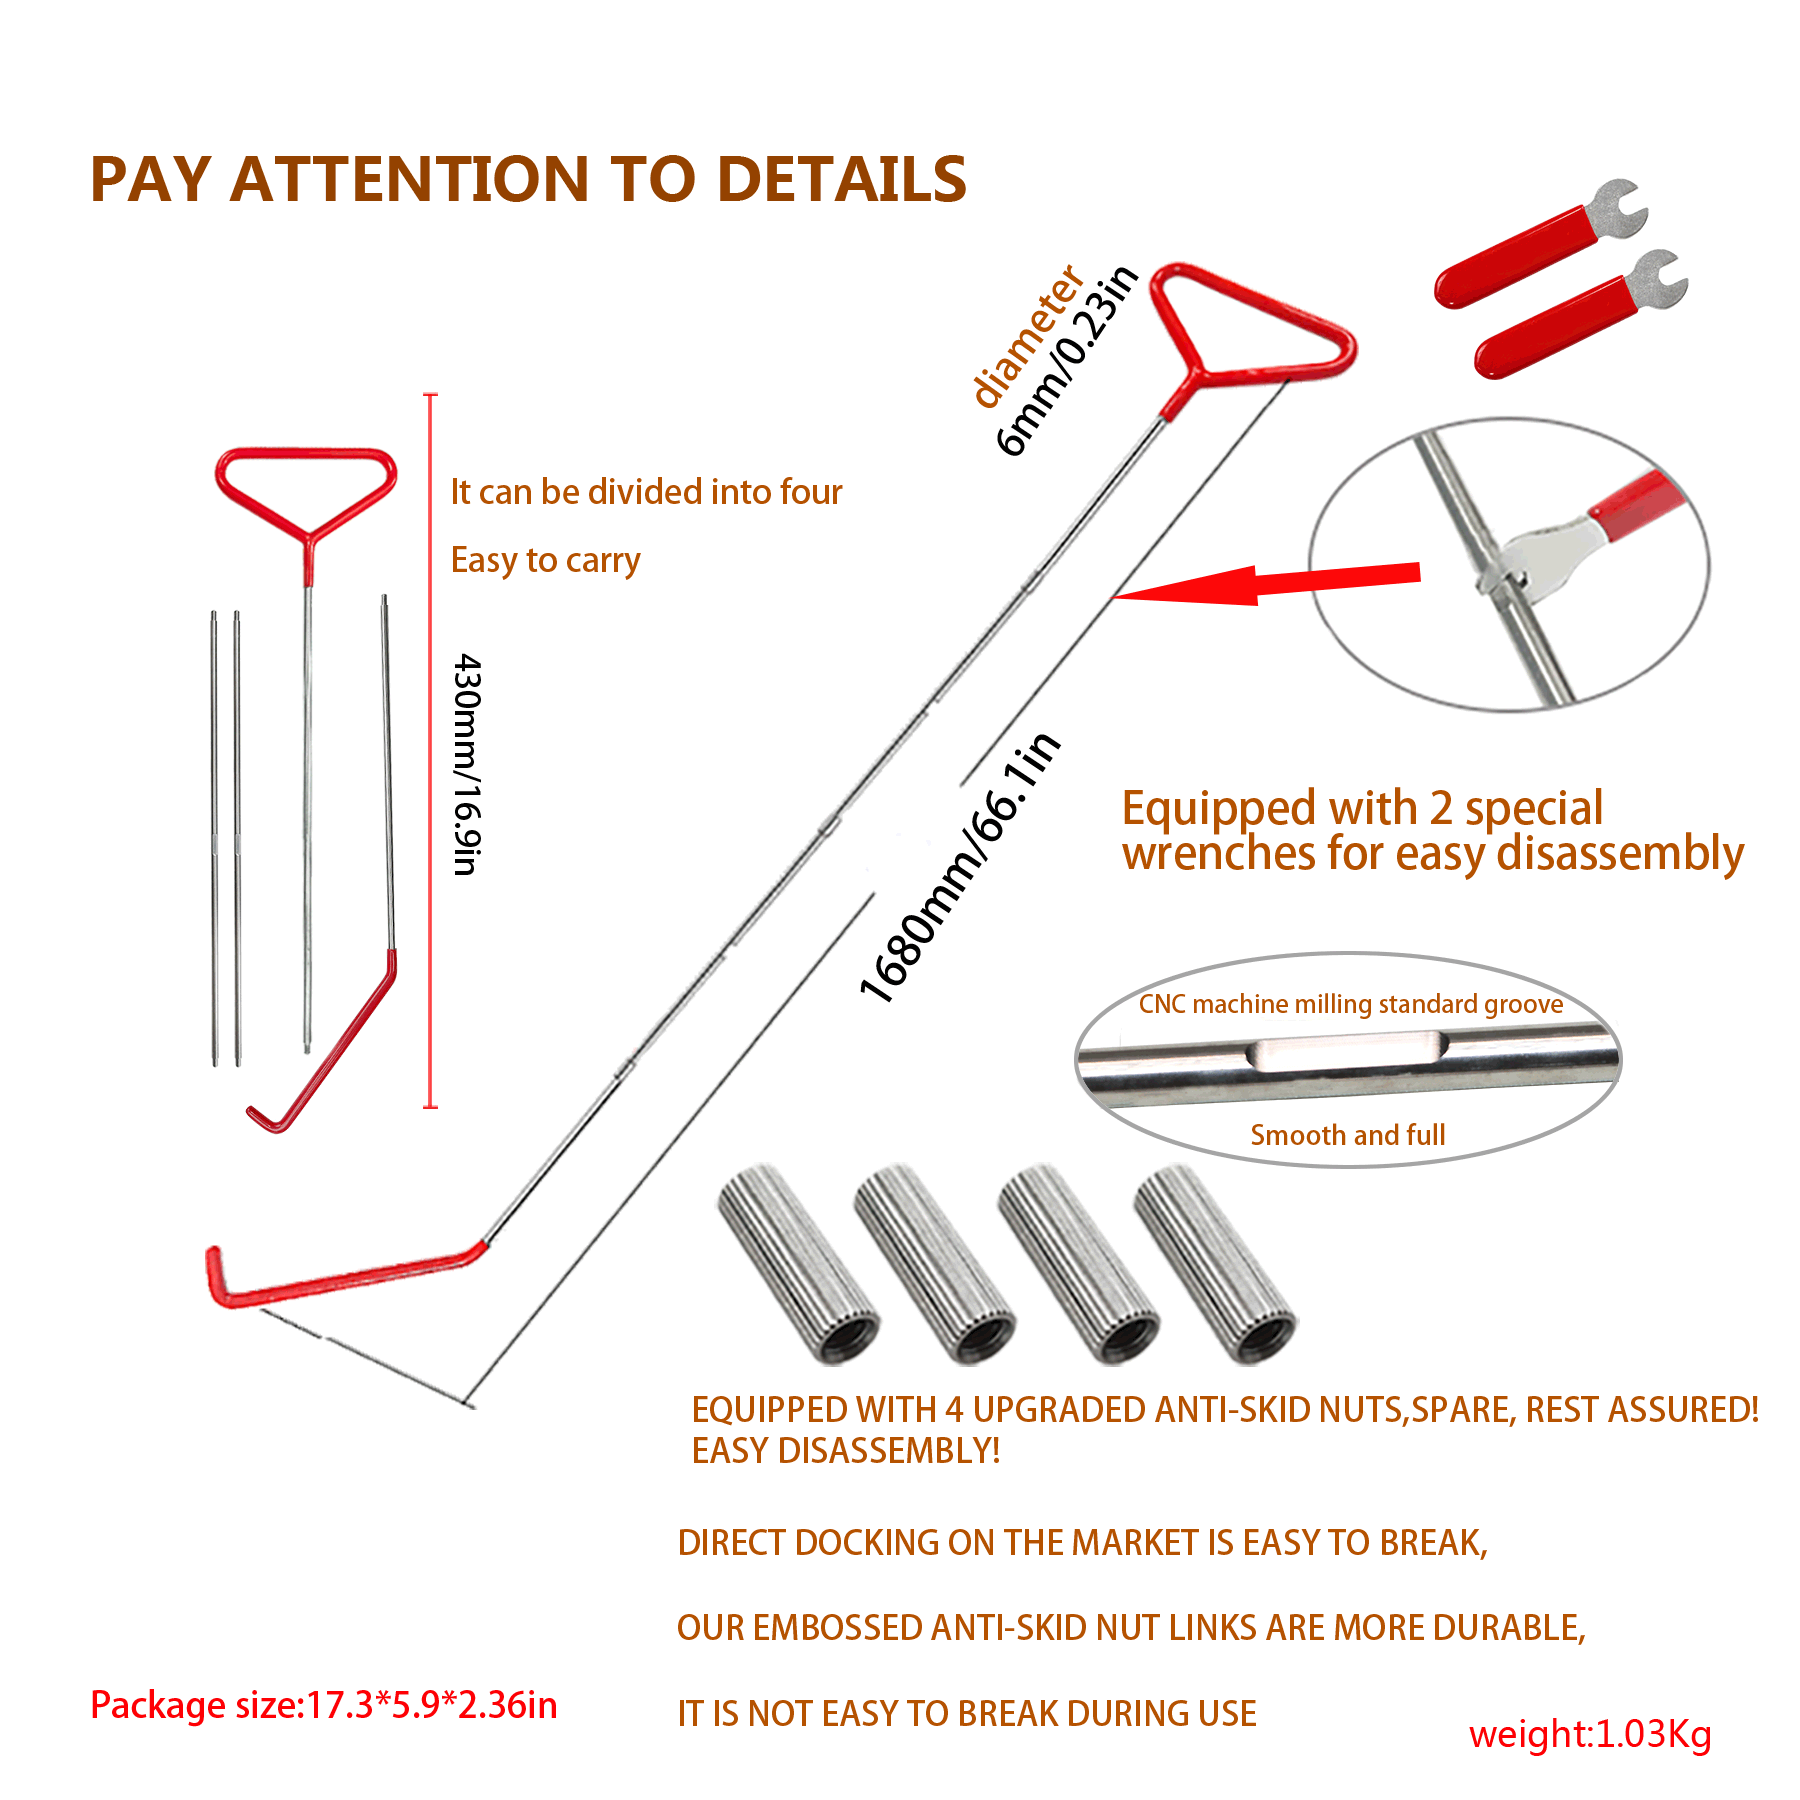 PAY ATTENTION TO DETAILS
diameter
6mm/0.23in
It can be divided into four
Easy to carry
430mm/16.9in
1680mm/66.1in
Equipped with 2 special
wrenches for easy disassembly
CNC machine milling standard groove
Smooth and full
EQUIPPED WITH 4 UPGRADED ANTI-SKID NUTS,SPARE, REST ASSURED!
EASY DISASSEMBLY!
DIRECT DOCKING ON THE MARKET IS EASY TO BREAK,
OUR EMBOSSED ANTI-SKID NUT LINKS ARE MORE DURABLE,
IT IS NOT EASY TO BREAK DURING USE
Package size:17.3*5.9*2.36in
weight:1.03Kg